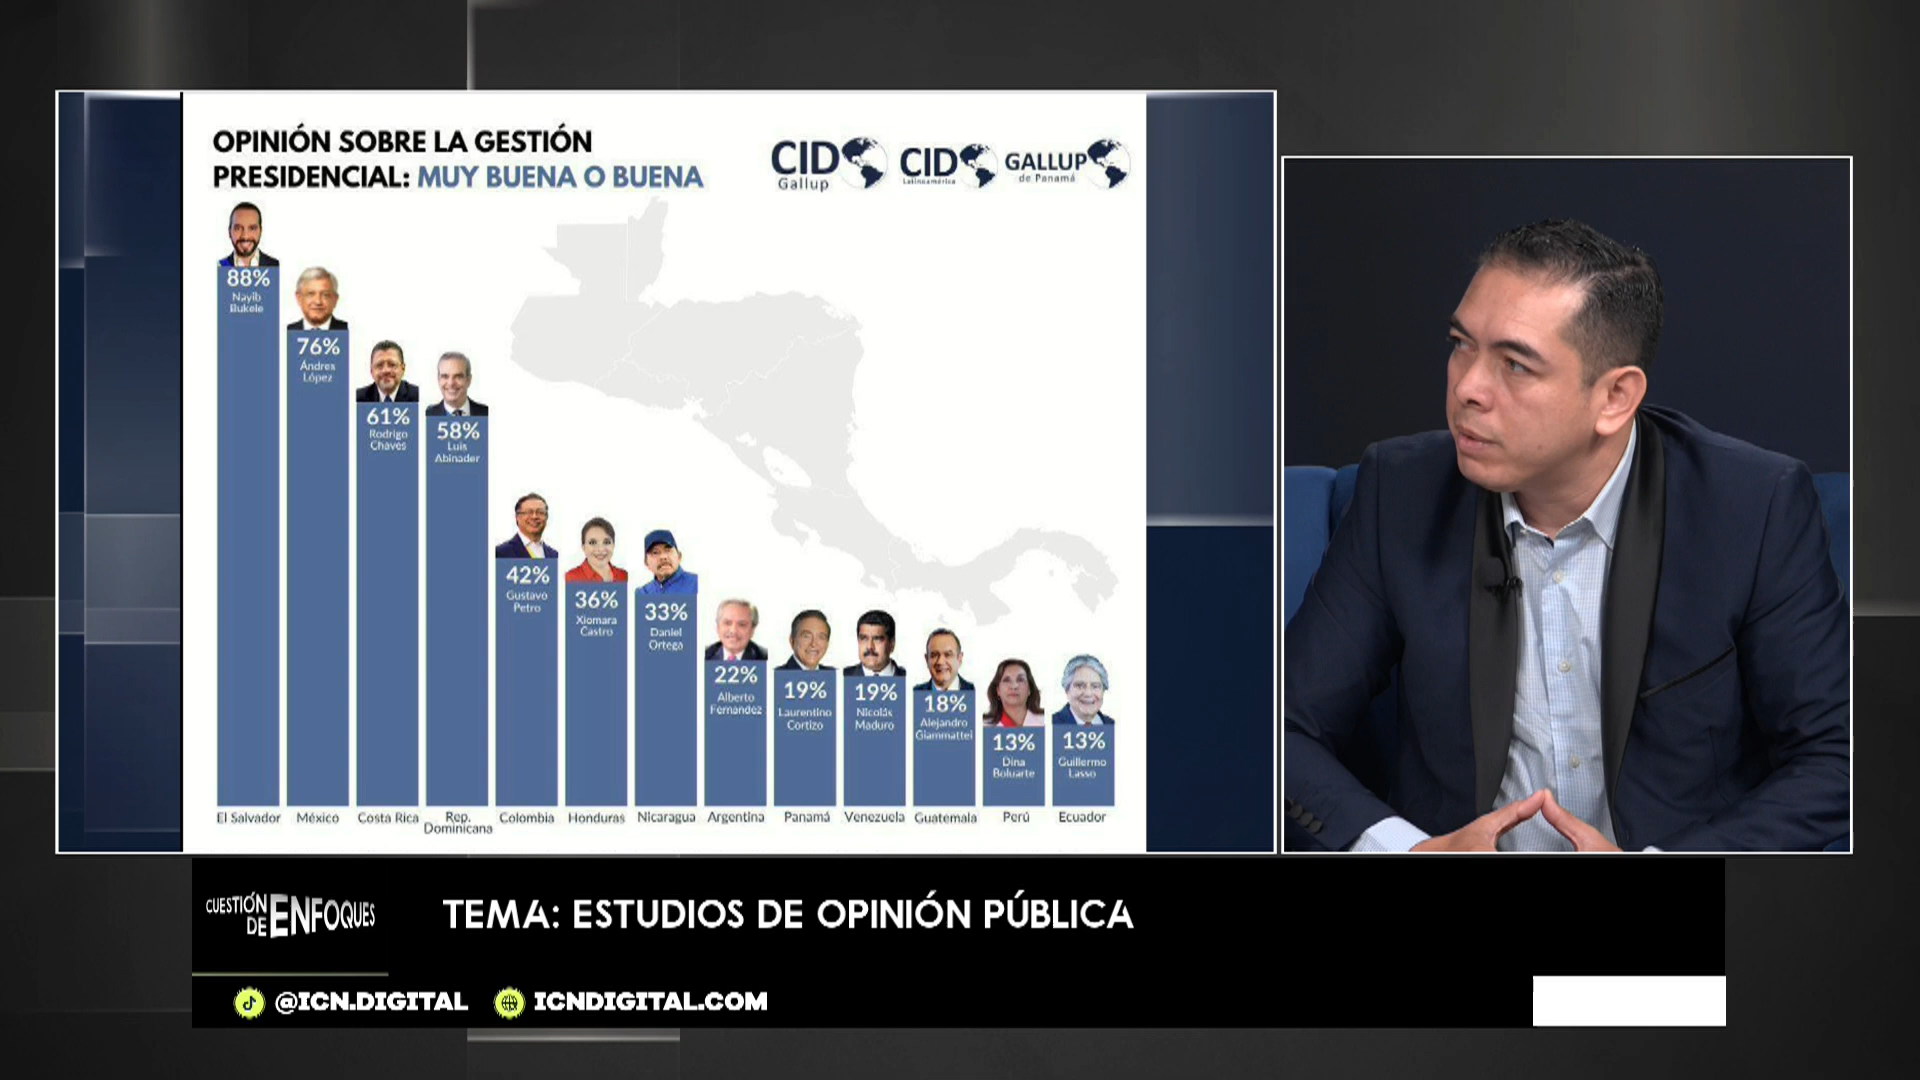 OPINIÓN SOBRE LA GESTIÓN
PRESIDENCIAL: MUY BUENA O BUENA
CID
Gallup
CID
Latinoamérica
GALLUP
de Panamá
88%
Nayib
Bukele
76%
Ándres
López
61%
Rodrigo
Chaves
58%
Luis
Abinader
42%
Gustavo
Petro
36%
Xiomara
Castro
33%
Daniel
Ortega
22%
Alberto
Fernández
19%
Laurentino
Cortizo
19%
Nicolás
Maduro
18%
Alejandro
Giammattei
13%
Dina
Boluarte
13%
Guillermo
Lasso
El Salvador
México
Costa Rica
Rep.
Dominicana
Colombia
Honduras
Nicaragua
Argentina
Panamá
Venezuela
Guatemala
Perú
Ecuador
CUESTIÓN
DE ENFOQUES
TEMA: ESTUDIOS DE OPINIÓN PÚBLICA
@ICN.DIGITAL
ICNDIGITAL.COM